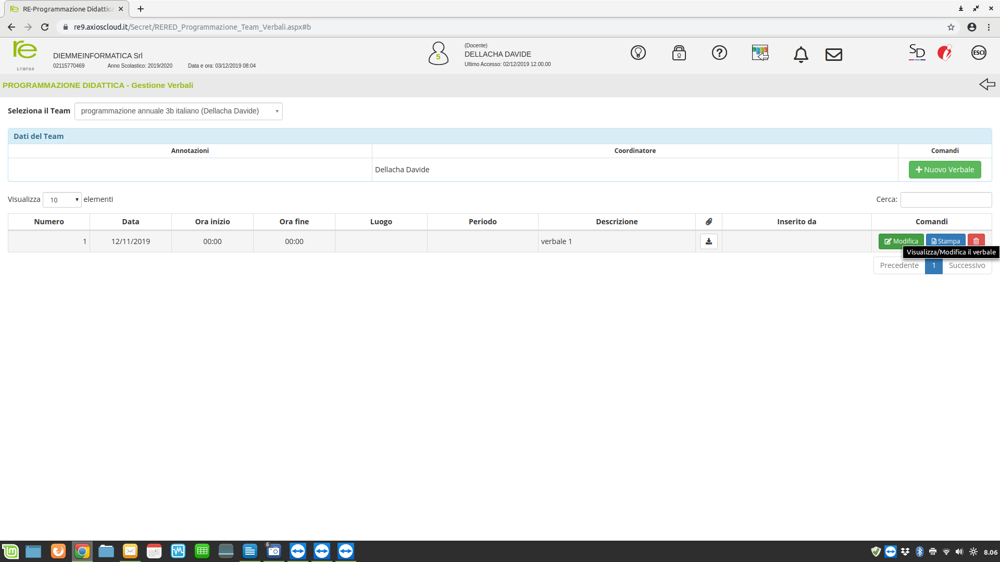 RE-Programmazione Didattica
re9.axioscloud.it/Secret/RERED_Programmazione_Team_Verbali.aspx#b
re
1.7.0/7.0.0
DIEMMEINFORMATICA Srl
02115770469 Anno Scolastico: 2019/2020 Data e ora: 03/12/2019 08:04
5
(Docente)
DELLACHA DAVIDE
Ultimo Accesso: 02/12/2019 12.00.00
SD
ESCI
PROGRAMMAZIONE DIDATTICA - Gestione Verbali
Seleziona il Team programmazione annuale 3b italiano (Dellacha Davide)
Dati del Team
Annotazioni Coordinatore Comandi
Dellacha Davide Nuovo Verbale
Visualizza 10 elementi Cerca:
Numero Data Ora inizio Ora fine Luogo Periodo Descrizione Inserito da Comandi
1 12/11/2019 00:00 00:00 verbale 1 Modifica Stampa
Visualizza/Modifica il verbale
Precedente 1 Successivo
6
8.06